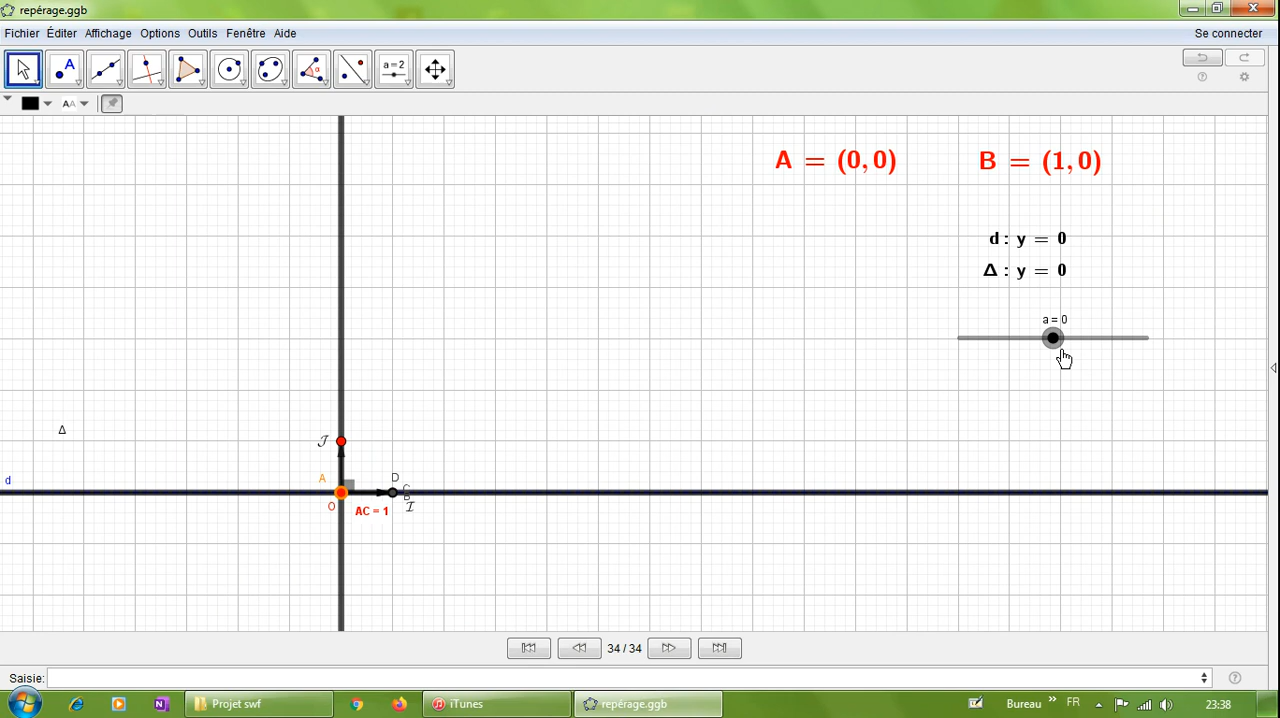 repérage.ggb
Fichier Éditer Affichage Options Outils Fenêtre Aide Se connecter
A a = 2
AA
A = (0, 0) B = (1, 0)
d : y = 0
Δ : y = 0
a = 0
Δ
J
A D
d C
B
O AC = 1 I
34 / 34
Saisie:
Projet swf iTunes repérage.ggb Bureau FR 23:38